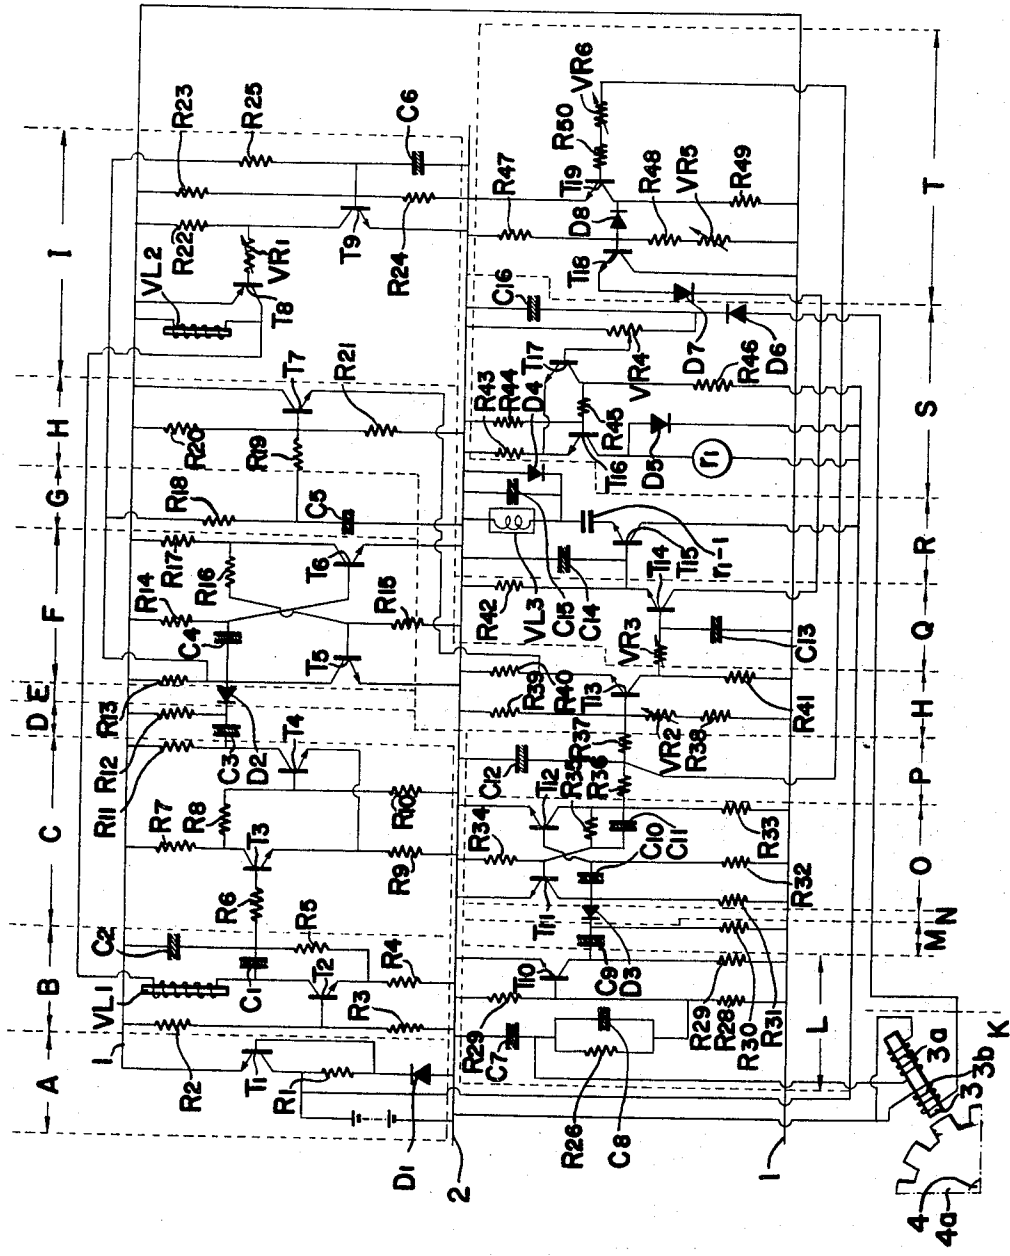 A
B
C
D
E
F
G
H
I
1
R2
T1
R1
D1
VL1
C2
C1
T2
R5
R3
R4
R6
T3
R7
R8
R9
R10
R11
R12
R13
C3
D2
T4
R14
C4
T5
R15
R16
R17
T6
R18
C5
R19
R20
T7
R21
VL2
T8
VR1
R22
R23
T9
R24
R25
C6
2
R29
C7
R26
C8
T10
C9
D3
R29
R28
R30
R31
R34
T11
T12
C10
C11
R32
R33
C12
R35
R36
R37
R39
R40
T13
VR2
R38
R41
VR3
C13
R42
VL3
C15
C14
T14
T15
r1-1
R43
R44
D4
T16
R45
D5
r1
T17
VR4
R46
C16
D7
D6
R47
T18
D8
T19
R50
VR6
R48
VR5
R49
1
L
M
N
O
P
H
Q
R
S
T
K
3a
3b
3
4
4a